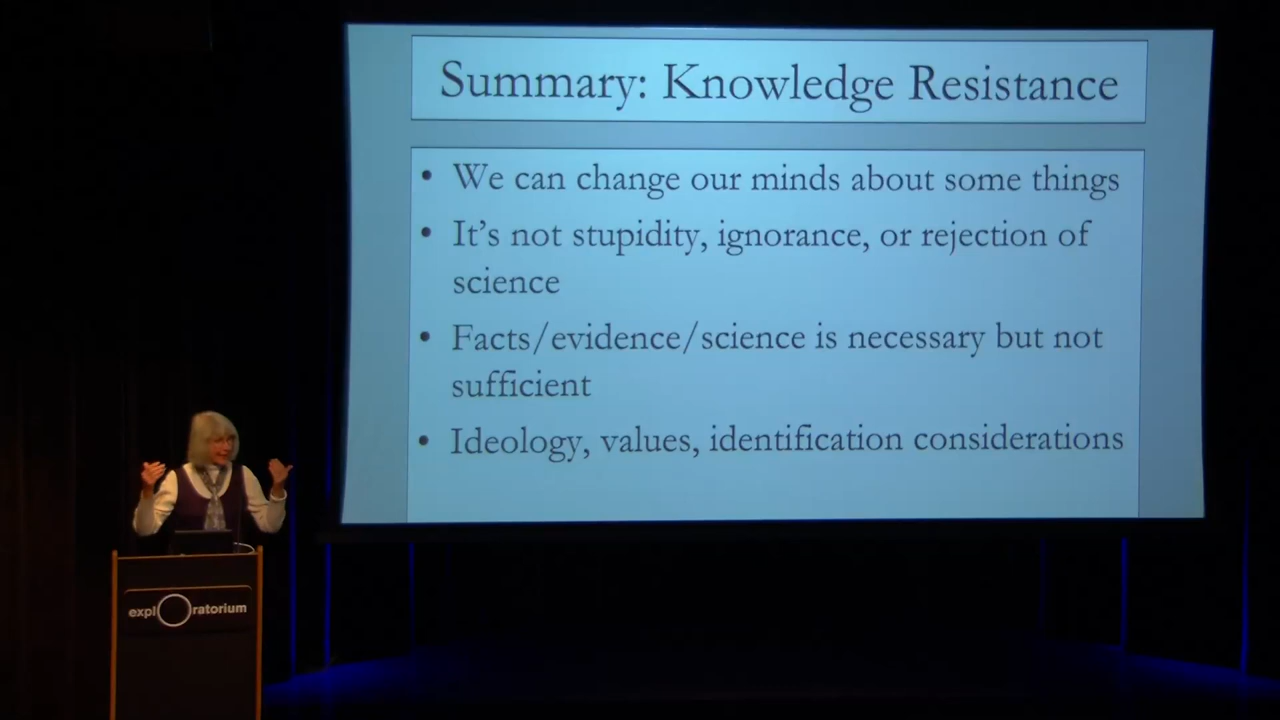 Summary: Knowledge Resistance
• We can change our minds about some things
• It's not stupidity, ignorance, or rejection of
science
• Facts/evidence/science is necessary but not
sufficient
• Ideology, values, identification considerations
expl🞅ratorium